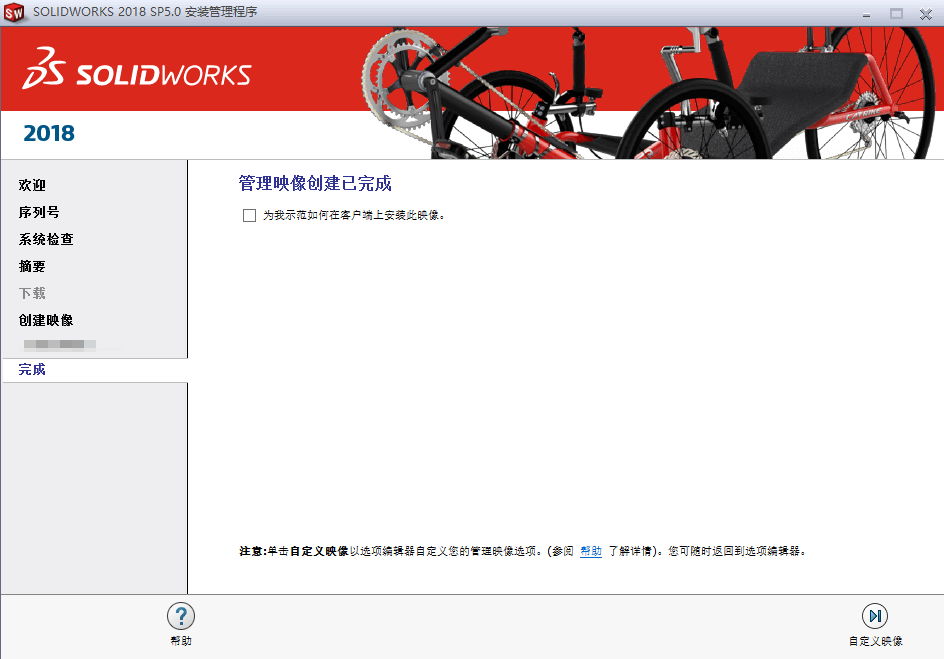 SOLIDWORKS 2018 SP5.0 安装管理程序
SOLIDWORKS
CATRIKE
2018
欢迎
序列号
系统检查
摘要
下载
创建映像
完成
管理映像创建已完成
为我示范如何在客户端上安装此映像。
注意:单击自定义映像以选项编辑器自定义您的管理映像选项。(参阅 帮助 了解详情)。您可随时返回到选项编辑器。
帮助
自定义映像